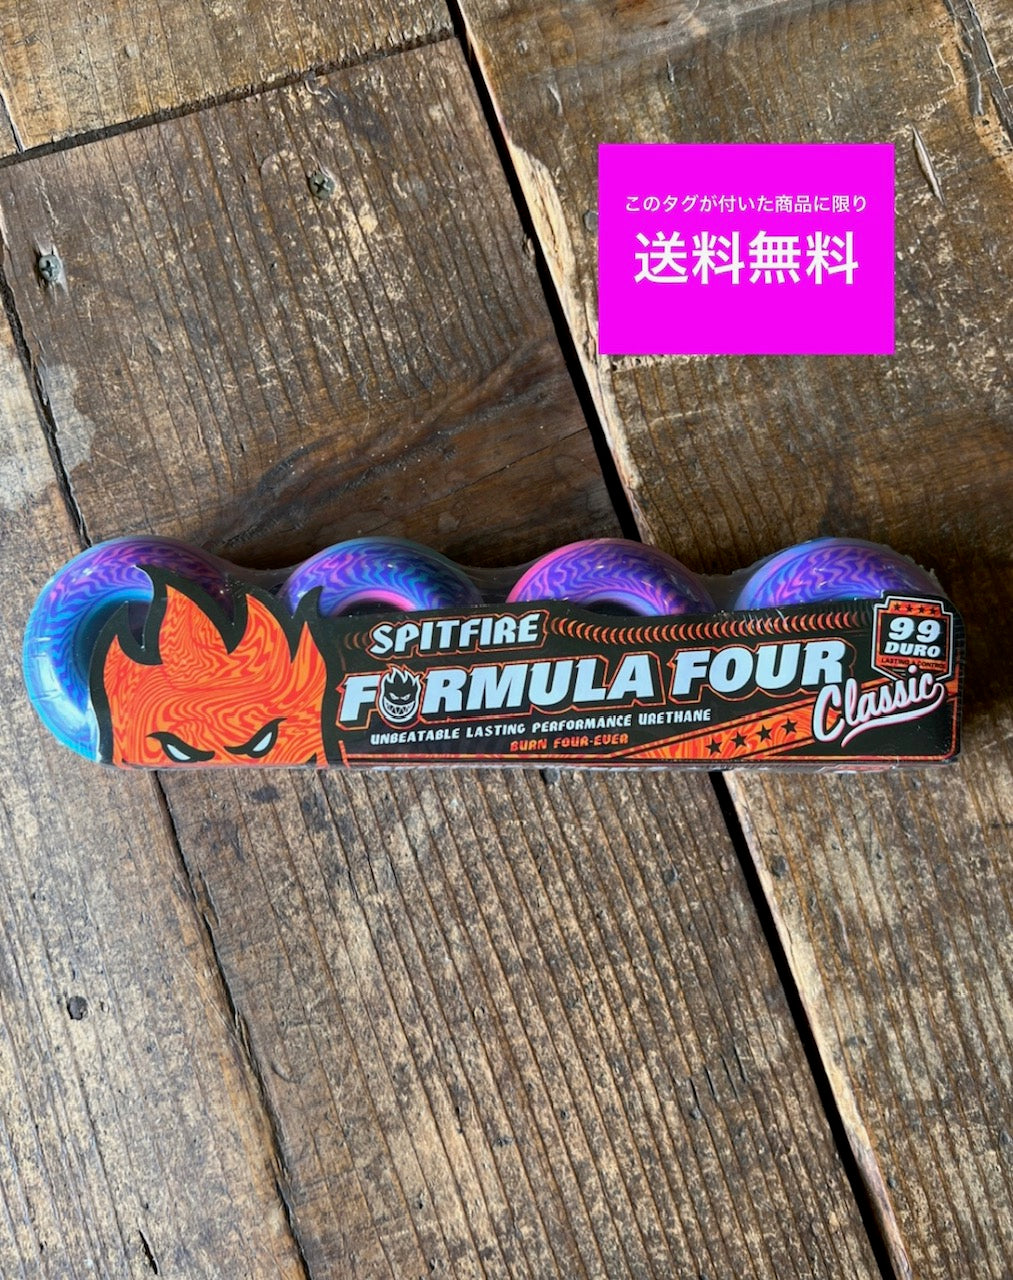 このタグが付いた商品に限り
送料無料
SPITFIRE
FORMULA FOUR
UNBEATABLE LASTING PERFORMANCE URETHANE
BURN FOUR-EVER
99
DURO
Classic